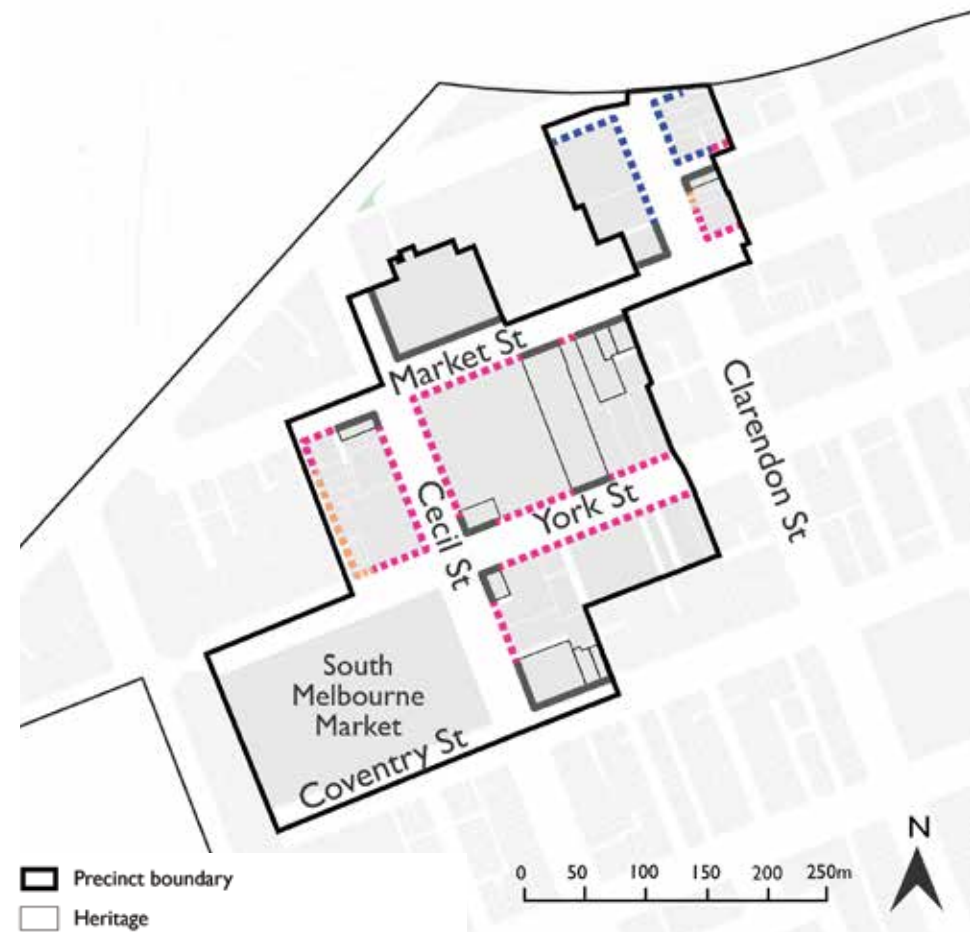 Market St
Clarendon St
Cecil St
York St
South
Melbourne
Market
Coventry St
N
0 50 100 150 200 250m
Precinct boundary
Heritage